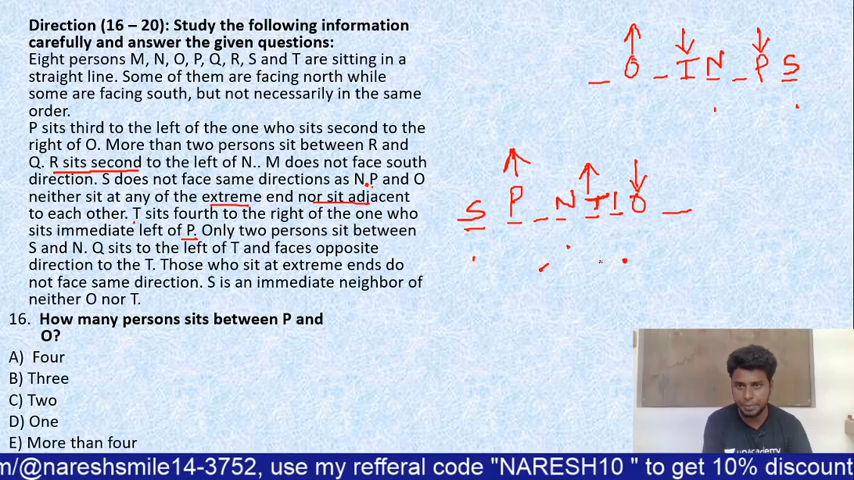 Direction (16 – 20): Study the following information
carefully and answer the given questions:
Eight persons M, N, O, P, Q, R, S and T are sitting in a
straight line. Some of them are facing north while
some are facing south, but not necessarily in the same
order.
P sits third to the left of the one who sits second to the
right of O. More than two persons sit between R and
Q. R sits second to the left of N.. M does not face south
direction. S does not face same directions as N.P and O
neither sit at any of the extreme end nor sit adjacent
to each other. T sits fourth to the right of the one who
sits immediate left of P. Only two persons sit between
S and N. Q sits to the left of T and faces opposite
direction to the T. Those who sit at extreme ends do
not face same direction. S is an immediate neighbor of
neither O nor T.
16. How many persons sits between P and
O?
A) Four
B) Three
C) Two
D) One
E) More than four
O I N P S
S P N T I O
unacademy
m/@nareshsmile14-3752, use my refferal code "NARESH10 " to get 10% discount